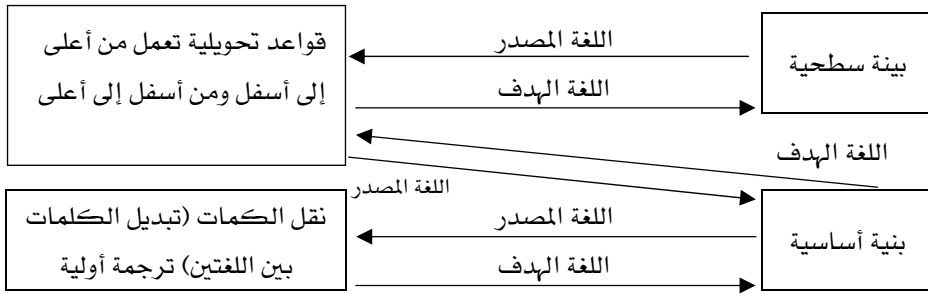 اللغة المصدر
قواعد تحويلية تعمل من أعلى
إلى أسفل ومن أسفل إلى أعلى
بينة سطحية
اللغة الهدف
اللغة الهدف
اللغة المصدر
اللغة المصدر
نقل الكمات (تبديل الكلمات
بين اللغتين) ترجمة أولية
بنية أساسية
اللغة الهدف